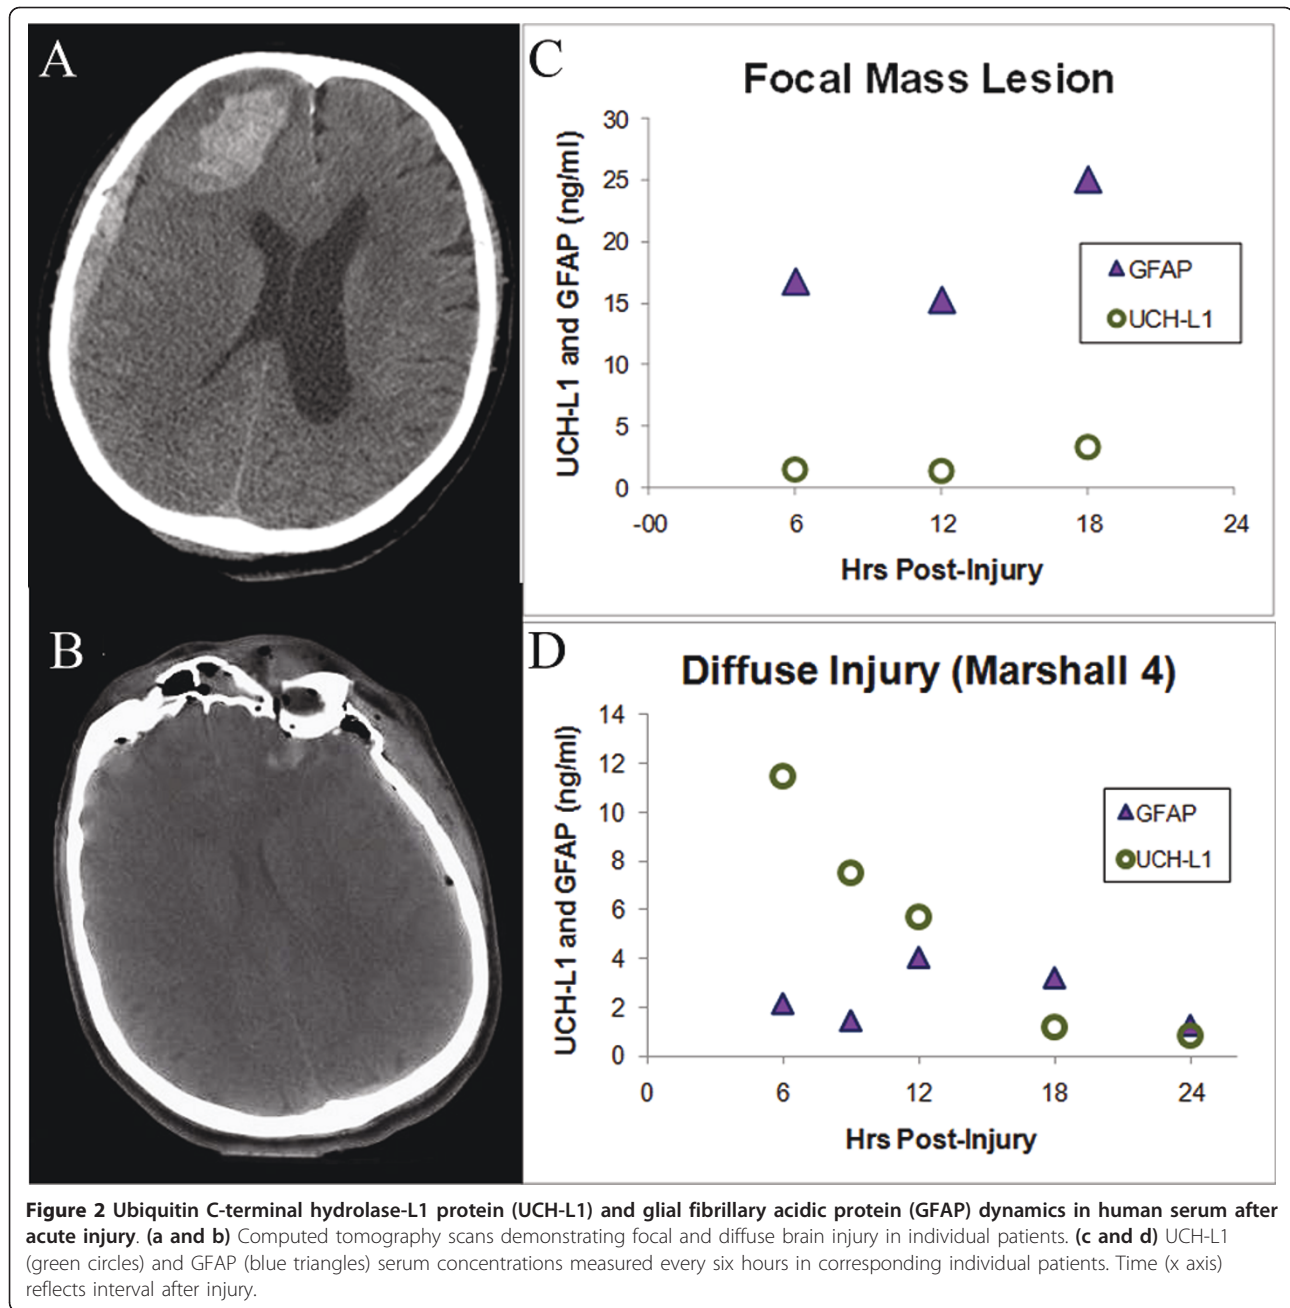 A
B
C
Focal Mass Lesion
UCH-L1 and GFAP (ng/ml)
30
25
20
15
10
5
0
-00
6
12
18
24
Hrs Post-Injury
GFAP
UCH-L1
D
Diffuse Injury (Marshall 4)
UCH-L1 and GFAP (ng/ml)
14
12
10
8
6
4
2
0
0
6
12
18
24
Hrs Post-Injury
GFAP
UCH-L1
Figure 2 Ubiquitin C-terminal hydrolase-L1 protein (UCH-L1) and glial fibrillary acidic protein (GFAP) dynamics in human serum after
acute injury. (a and b) Computed tomography scans demonstrating focal and diffuse brain injury in individual patients. (c and d) UCH-L1
(green circles) and GFAP (blue triangles) serum concentrations measured every six hours in corresponding individual patients. Time (x axis)
reflects interval after injury.